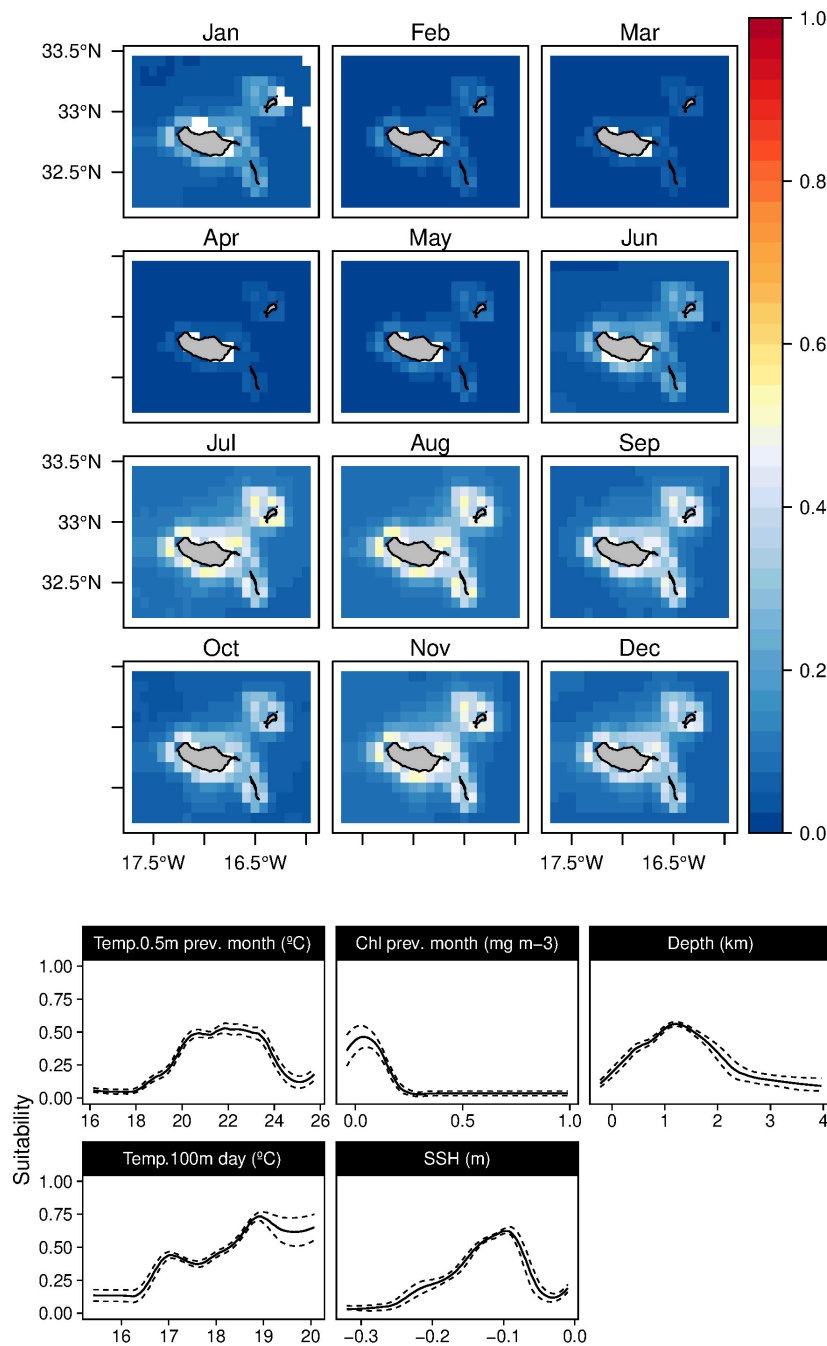 Jan Feb Mar
33.5°N
33°N
32.5°N
1.0
0.8
0.6
0.4
0.2
0.0
Apr May Jun
Jul Aug Sep
33.5°N
33°N
32.5°N
Oct Nov Dec
17.5°W 16.5°W 17.5°W 16.5°W
Temp.0.5m prev. month (ºC) Chl prev. month (mg m−3) Depth (km)
1.00
0.75
0.50
0.25
0.00
16 18 20 22 24 26 0.0 0.5 1.0 0 1 2 3 4
Suitability
Temp.100m day (ºC) SSH (m)
1.00
0.75
0.50
0.25
0.00
16 17 18 19 20 −0.3 −0.2 −0.1 0.0